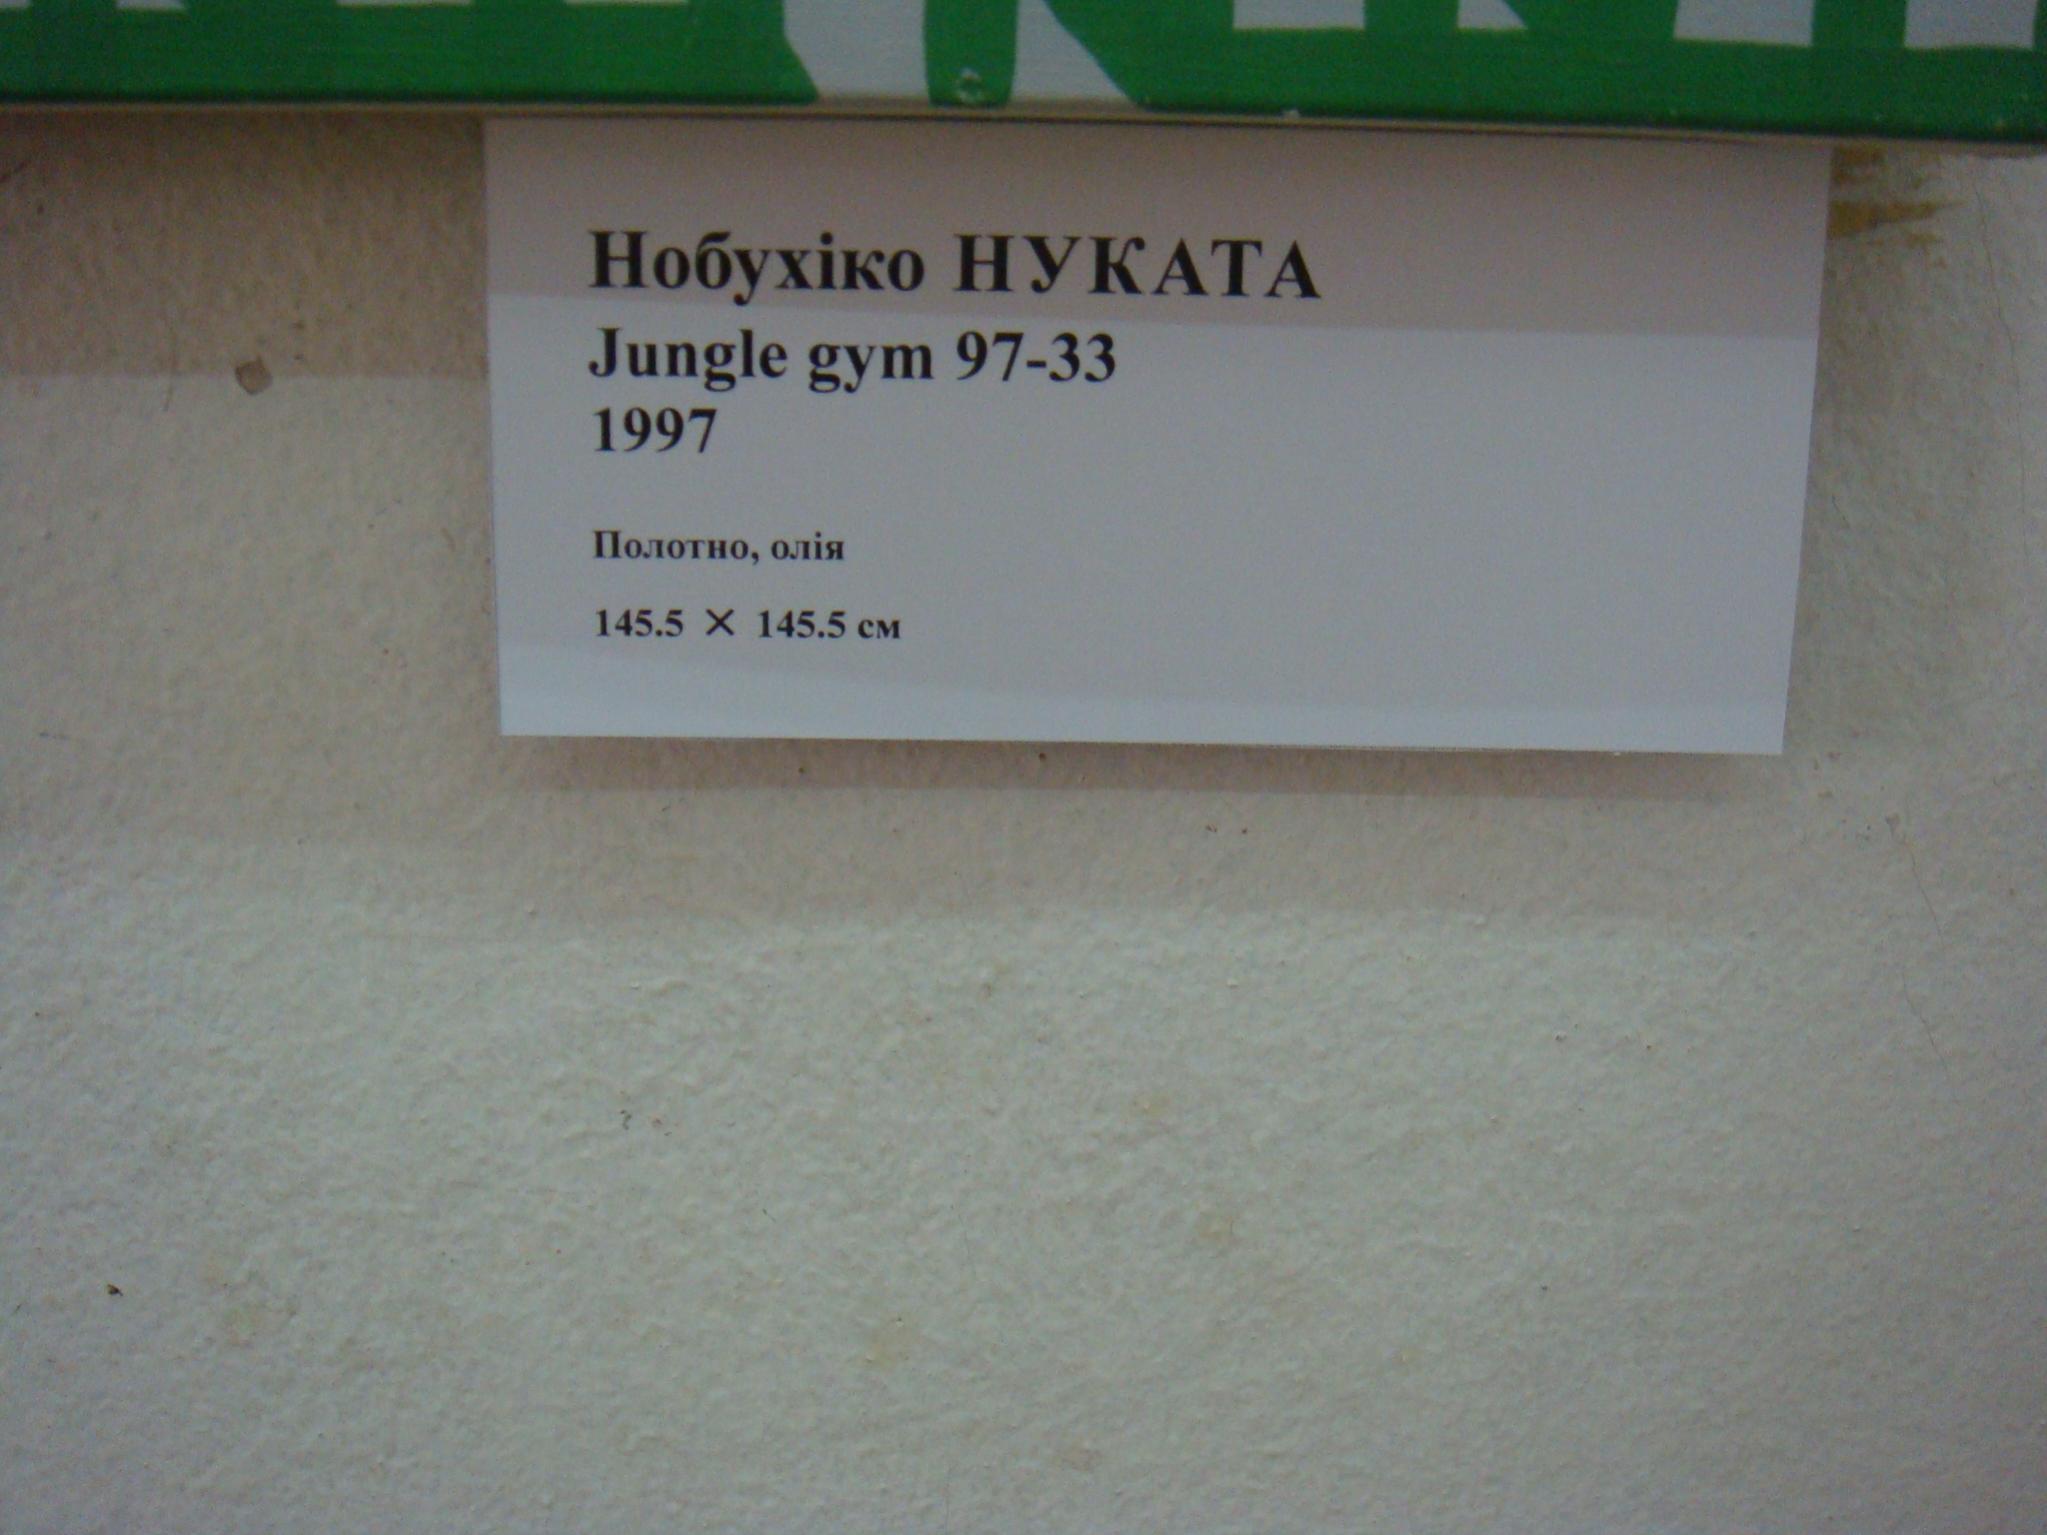 Нобухіко НУКАТА
Jungle gym 97-33
1997
Полотно, олія
145.5 × 145.5 см